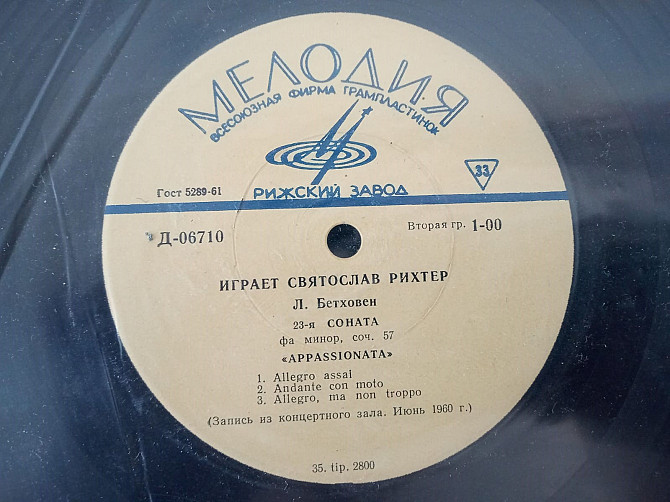 МЕЛОДИЯ
ВСЕСОЮЗНАЯ ФИРМА ГРАМПЛАСТИНОК
Гост 5289-61
33
РИЖСКИЙ ЗАВОД
Д-06710
Вторая гр. 1-00
ИГРАЕТ СВЯТОСЛАВ РИХТЕР
Л. Бетховен
23-я СОНАТА
фа минор, соч. 57
«APPASSIONATA»
1. Allegro assai
2. Andante con moto
3. Allegro, ma non troppo
(Запись из концертного зала. Июнь 1960 г.)
35. tip. 2800